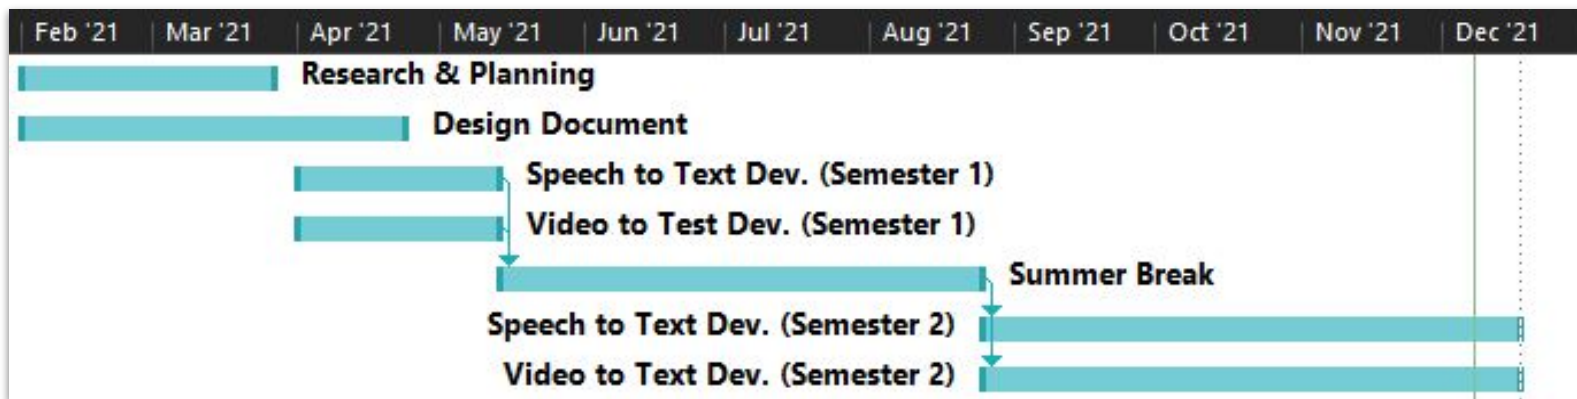 Feb '21 Mar '21 Apr '21 May '21 Jun '21 Jul '21 Aug '21 Sep '21 Oct '21 Nov '21 Dec '21
Research & Planning
Design Document
Speech to Text Dev. (Semester 1)
Video to Test Dev. (Semester 1)
Summer Break
Speech to Text Dev. (Semester 2)
Video to Text Dev. (Semester 2)